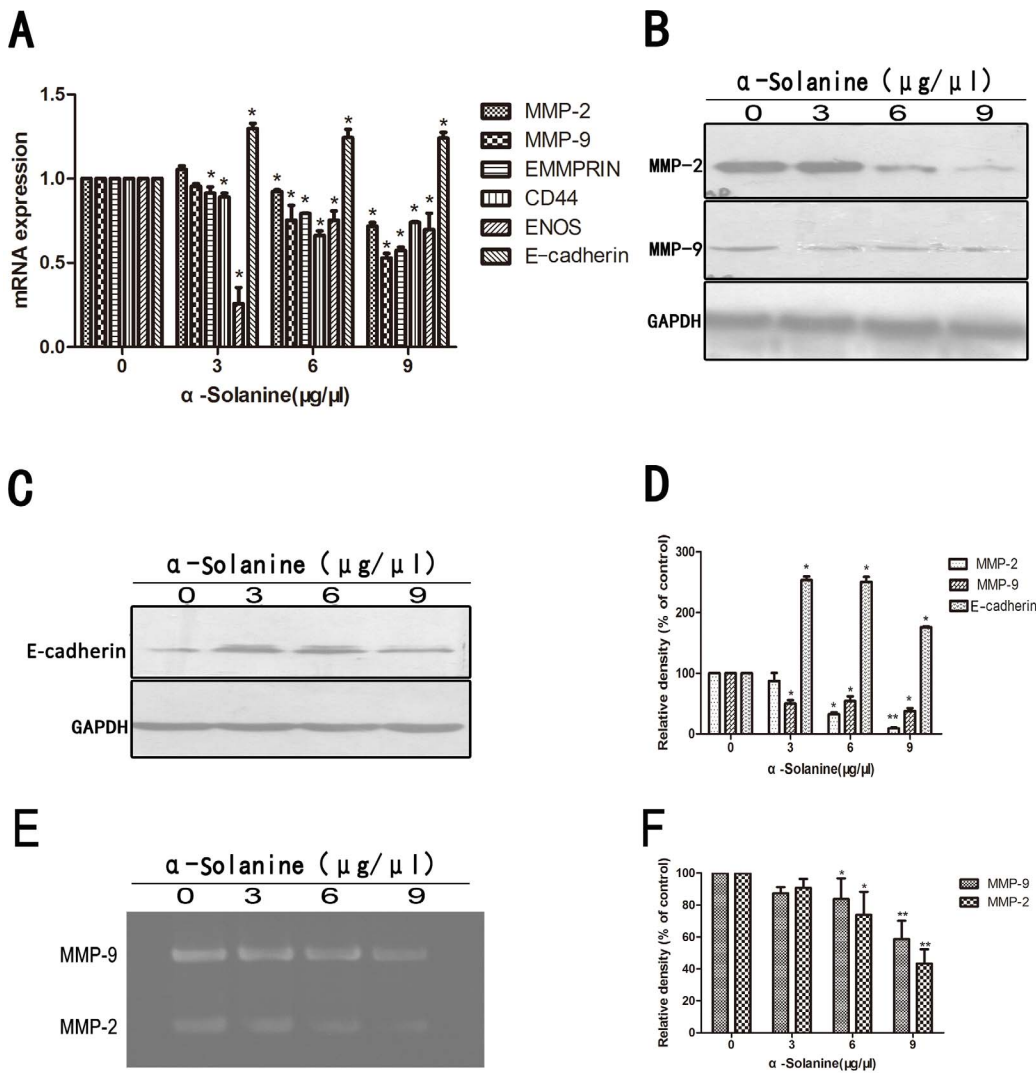 A
1.5
1.0
0.5
0.0
mRNA expression
* * * * *
* * * * * *
* * * * * *
0 3 6 9
α -Solanine(μg/μl)
MMP-2
MMP-9
EMMPRIN
CD44
ENOS
E-cadherin
B
α-Solanine (μg/μl)
0 3 6 9
MMP-2
MMP-9
GAPDH
C
α-Solanine (μg/μl)
0 3 6 9
E-cadherin
GAPDH
D
300
200
100
0
Relative density (% of control)
* *
* * *
** * *
0 3 6 9
α -Solanine(μg/μl)
MMP-2
MMP-9
E-cadherin
E
α-Solanine (μg/μl)
0 3 6 9
MMP-9
MMP-2
F
100
80
60
40
20
0
Relative density (% of control)
* *
** **
0 3 6 9
α -Solanine(μg/μl)
MMP-9
MMP-2